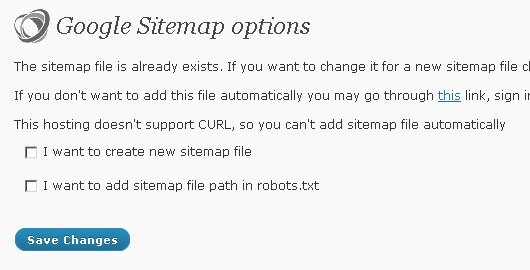 Google Sitemap options
The sitemap file is already exists. If you want to change it for a new sitemap file
If you don't want to add this file automatically you may go through this link, sign
This hosting doesn't support CURL, so you can't add sitemap file automatically
I want to create new sitemap file
I want to add sitemap file path in robots.txt
Save Changes